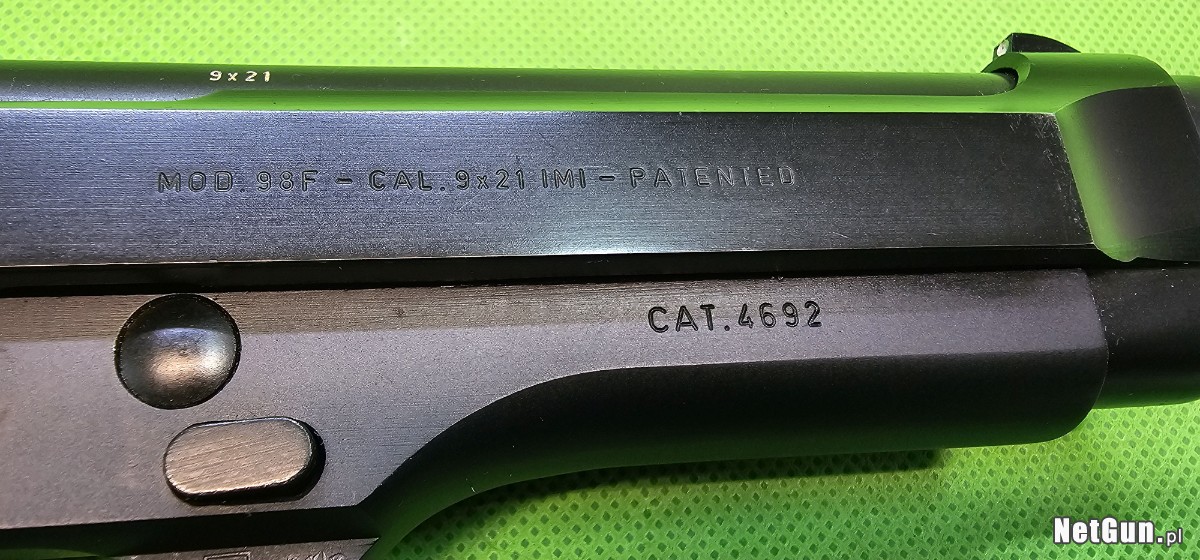 9x21
MOD. 98F - CAL. 9x21 IMI - PATENTED
CAT. 4692
NetGun.pl